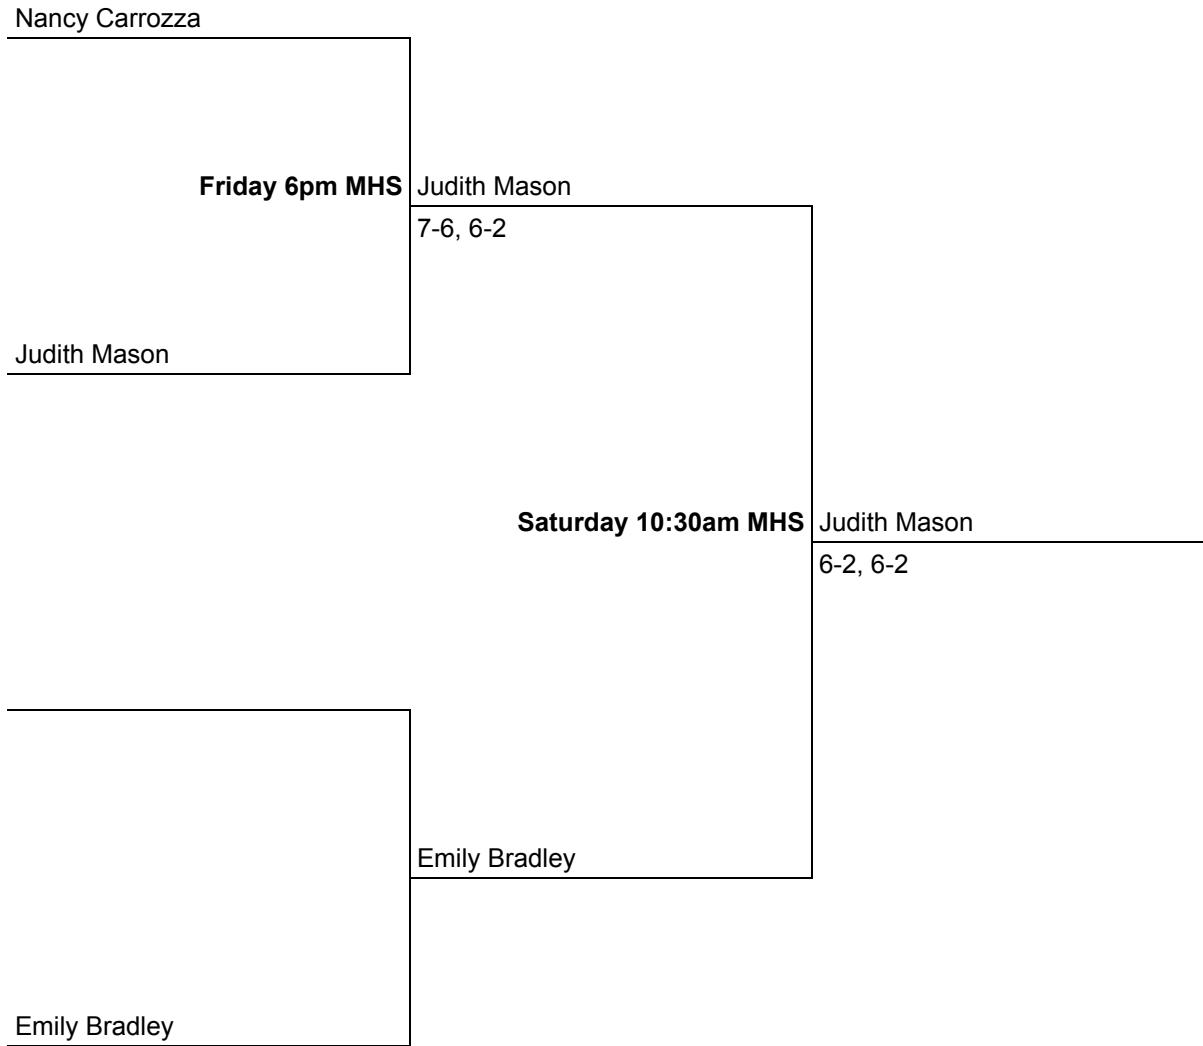 Nancy Carrozza
Friday 6pm MHS
Judith Mason
7-6, 6-2
Judith Mason
Saturday 10:30am MHS
Judith Mason
6-2, 6-2
Emily Bradley
Emily Bradley